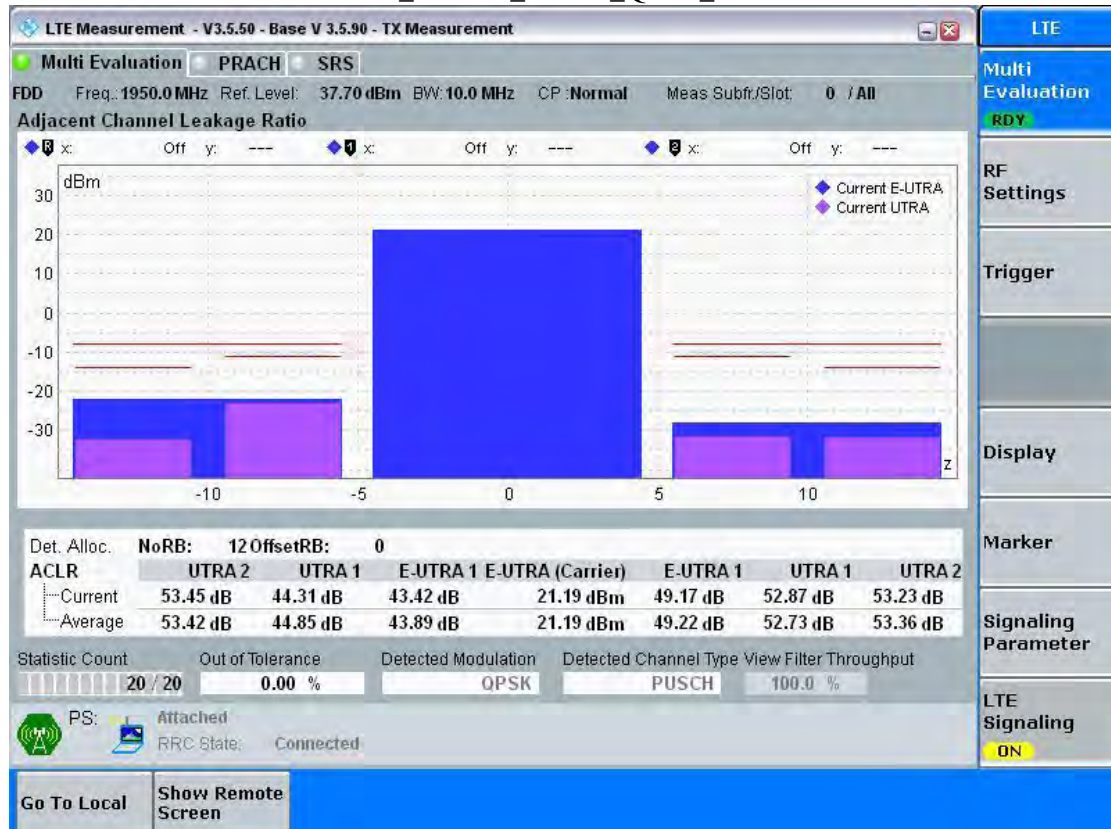 LTE Measurement - V3.5.50 - Base V 3.5.90 - TX Measurement
LTE
Multi Evaluation PRACH SRS
FDD Freq.: 1950.0 MHz Ref. Level: 37.70 dBm BW: 10.0 MHz CP : Normal Meas Subfr./Slot: 0 / All
Adjacent Channel Leakage Ratio
R x: Off y: --- 1 x: Off y: --- 2 x: Off y: ---
dBm
Current E-UTRA
Current UTRA
30
20
10
0
-10
-20
-30
z
-10 -5 0 5 10
Det. Alloc. NoRB: 12 OffsetRB: 0
ACLR UTRA 2 UTRA 1 E-UTRA 1 E-UTRA (Carrier) E-UTRA 1 UTRA 1 UTRA 2
Current 53.45 dB 44.31 dB 43.42 dB 21.19 dBm 49.17 dB 52.87 dB 53.23 dB
Average 53.42 dB 44.85 dB 43.89 dB 21.19 dBm 49.22 dB 52.73 dB 53.36 dB
Statistic Count Out of Tolerance Detected Modulation Detected Channel Type View Filter Throughput
20 / 20 0.00 % QPSK PUSCH 100.0 %
PS: Attached
RRC State: Connected
Multi
Evaluation
RDY
RF
Settings
Trigger
Display
Marker
Signaling
Parameter
LTE
Signaling
ON
Go To Local
Show Remote
Screen